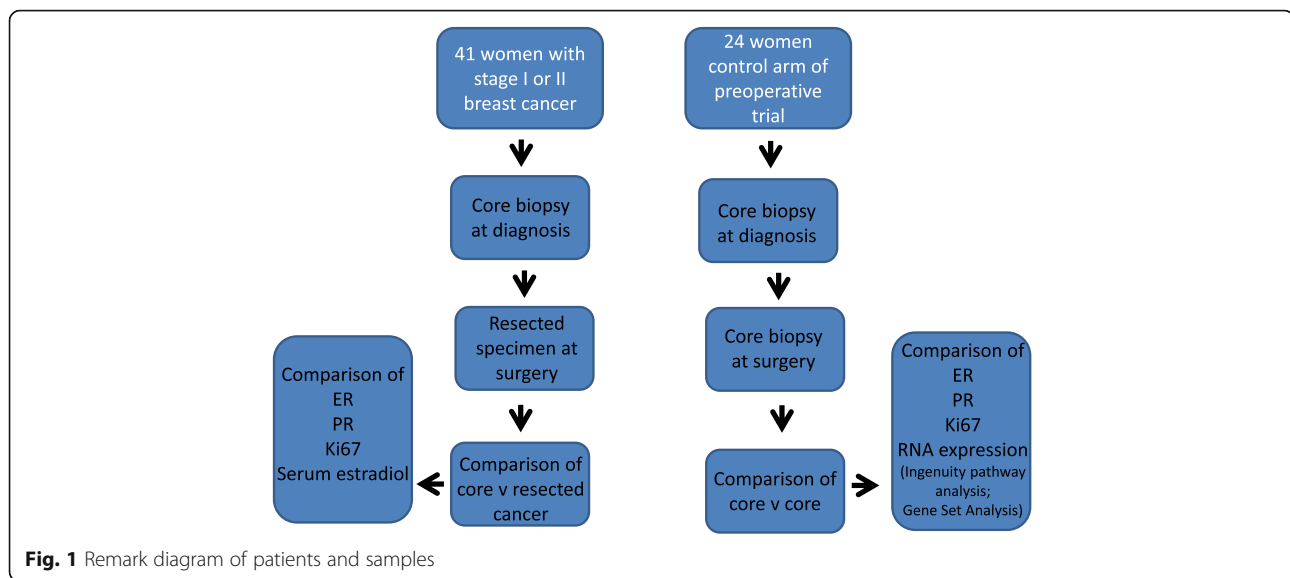 41 women with
stage I or II
breast cancer
Core biopsy
at diagnosis
Resected
specimen at
surgery
Comparison of
core v resected
cancer
Comparison of
ER
PR
Ki67
Serum estradiol
24 women
control arm of
preoperative
trial
Core biopsy
at diagnosis
Core biopsy
at surgery
Comparison of
core v core
Comparison of
ER
PR
Ki67
RNA expression
(Ingenuity pathway
analysis;
Gene Set Analysis)
Fig. 1 Remark diagram of patients and samples